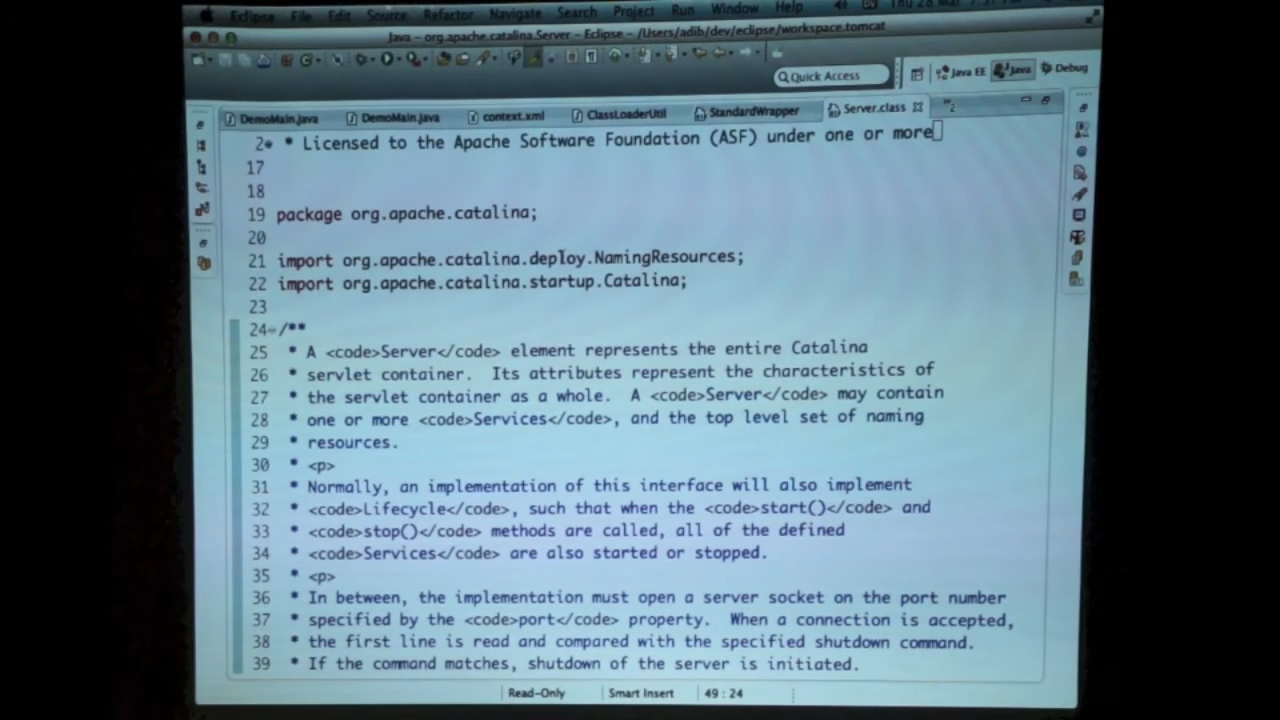 Eclipse File Edit Source Refactor Navigate Search Project Run Window Help
Java – org.apache.catalina.Server – Eclipse – /Users/adib/dev/eclipse/workspace.tomcat
Quick Access Java EE Java Debug
DemoMain.java DemoMain.java context.xml ClassLoaderUtil StandardWrapper Server.class
2 * Licensed to the Apache Software Foundation (ASF) under one or more
17
18
19 package org.apache.catalina;
20
21 import org.apache.catalina.deploy.NamingResources;
22 import org.apache.catalina.startup.Catalina;
23
24 /**
25 * A <code>Server</code> element represents the entire Catalina
26 * servlet container.  Its attributes represent the characteristics of
27 * the servlet container as a whole.  A <code>Server</code> may contain
28 * one or more <code>Services</code>, and the top level set of naming
29 * resources.
30 * <p>
31 * Normally, an implementation of this interface will also implement
32 * <code>Lifecycle</code>, such that when the <code>start()</code> and
33 * <code>stop()</code> methods are called, all of the defined
34 * <code>Services</code> are also started or stopped.
35 * <p>
36 * In between, the implementation must open a server socket on the port number
37 * specified by the <code>port</code> property.  When a connection is accepted,
38 * the first line is read and compared with the specified shutdown command.
39 * If the command matches, shutdown of the server is initiated.
Read-Only Smart Insert 49 : 24